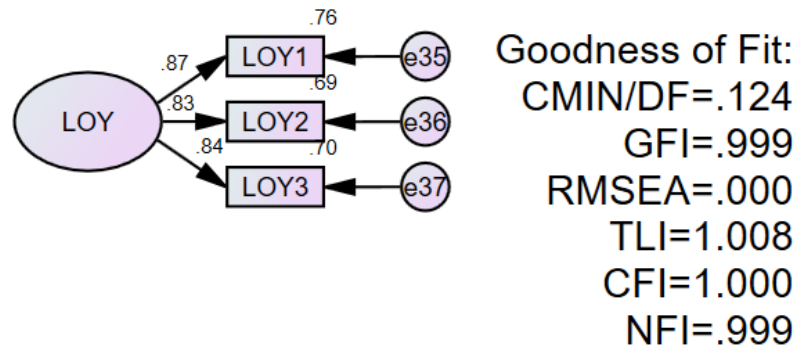 .76
.87
LOY1
e35
.69
LOY
.83
LOY2
e36
.84
.70
LOY3
e37
Goodness of Fit:
CMIN/DF=.124
GFI=.999
RMSEA=.000
TLI=1.008
CFI=1.000
NFI=.999